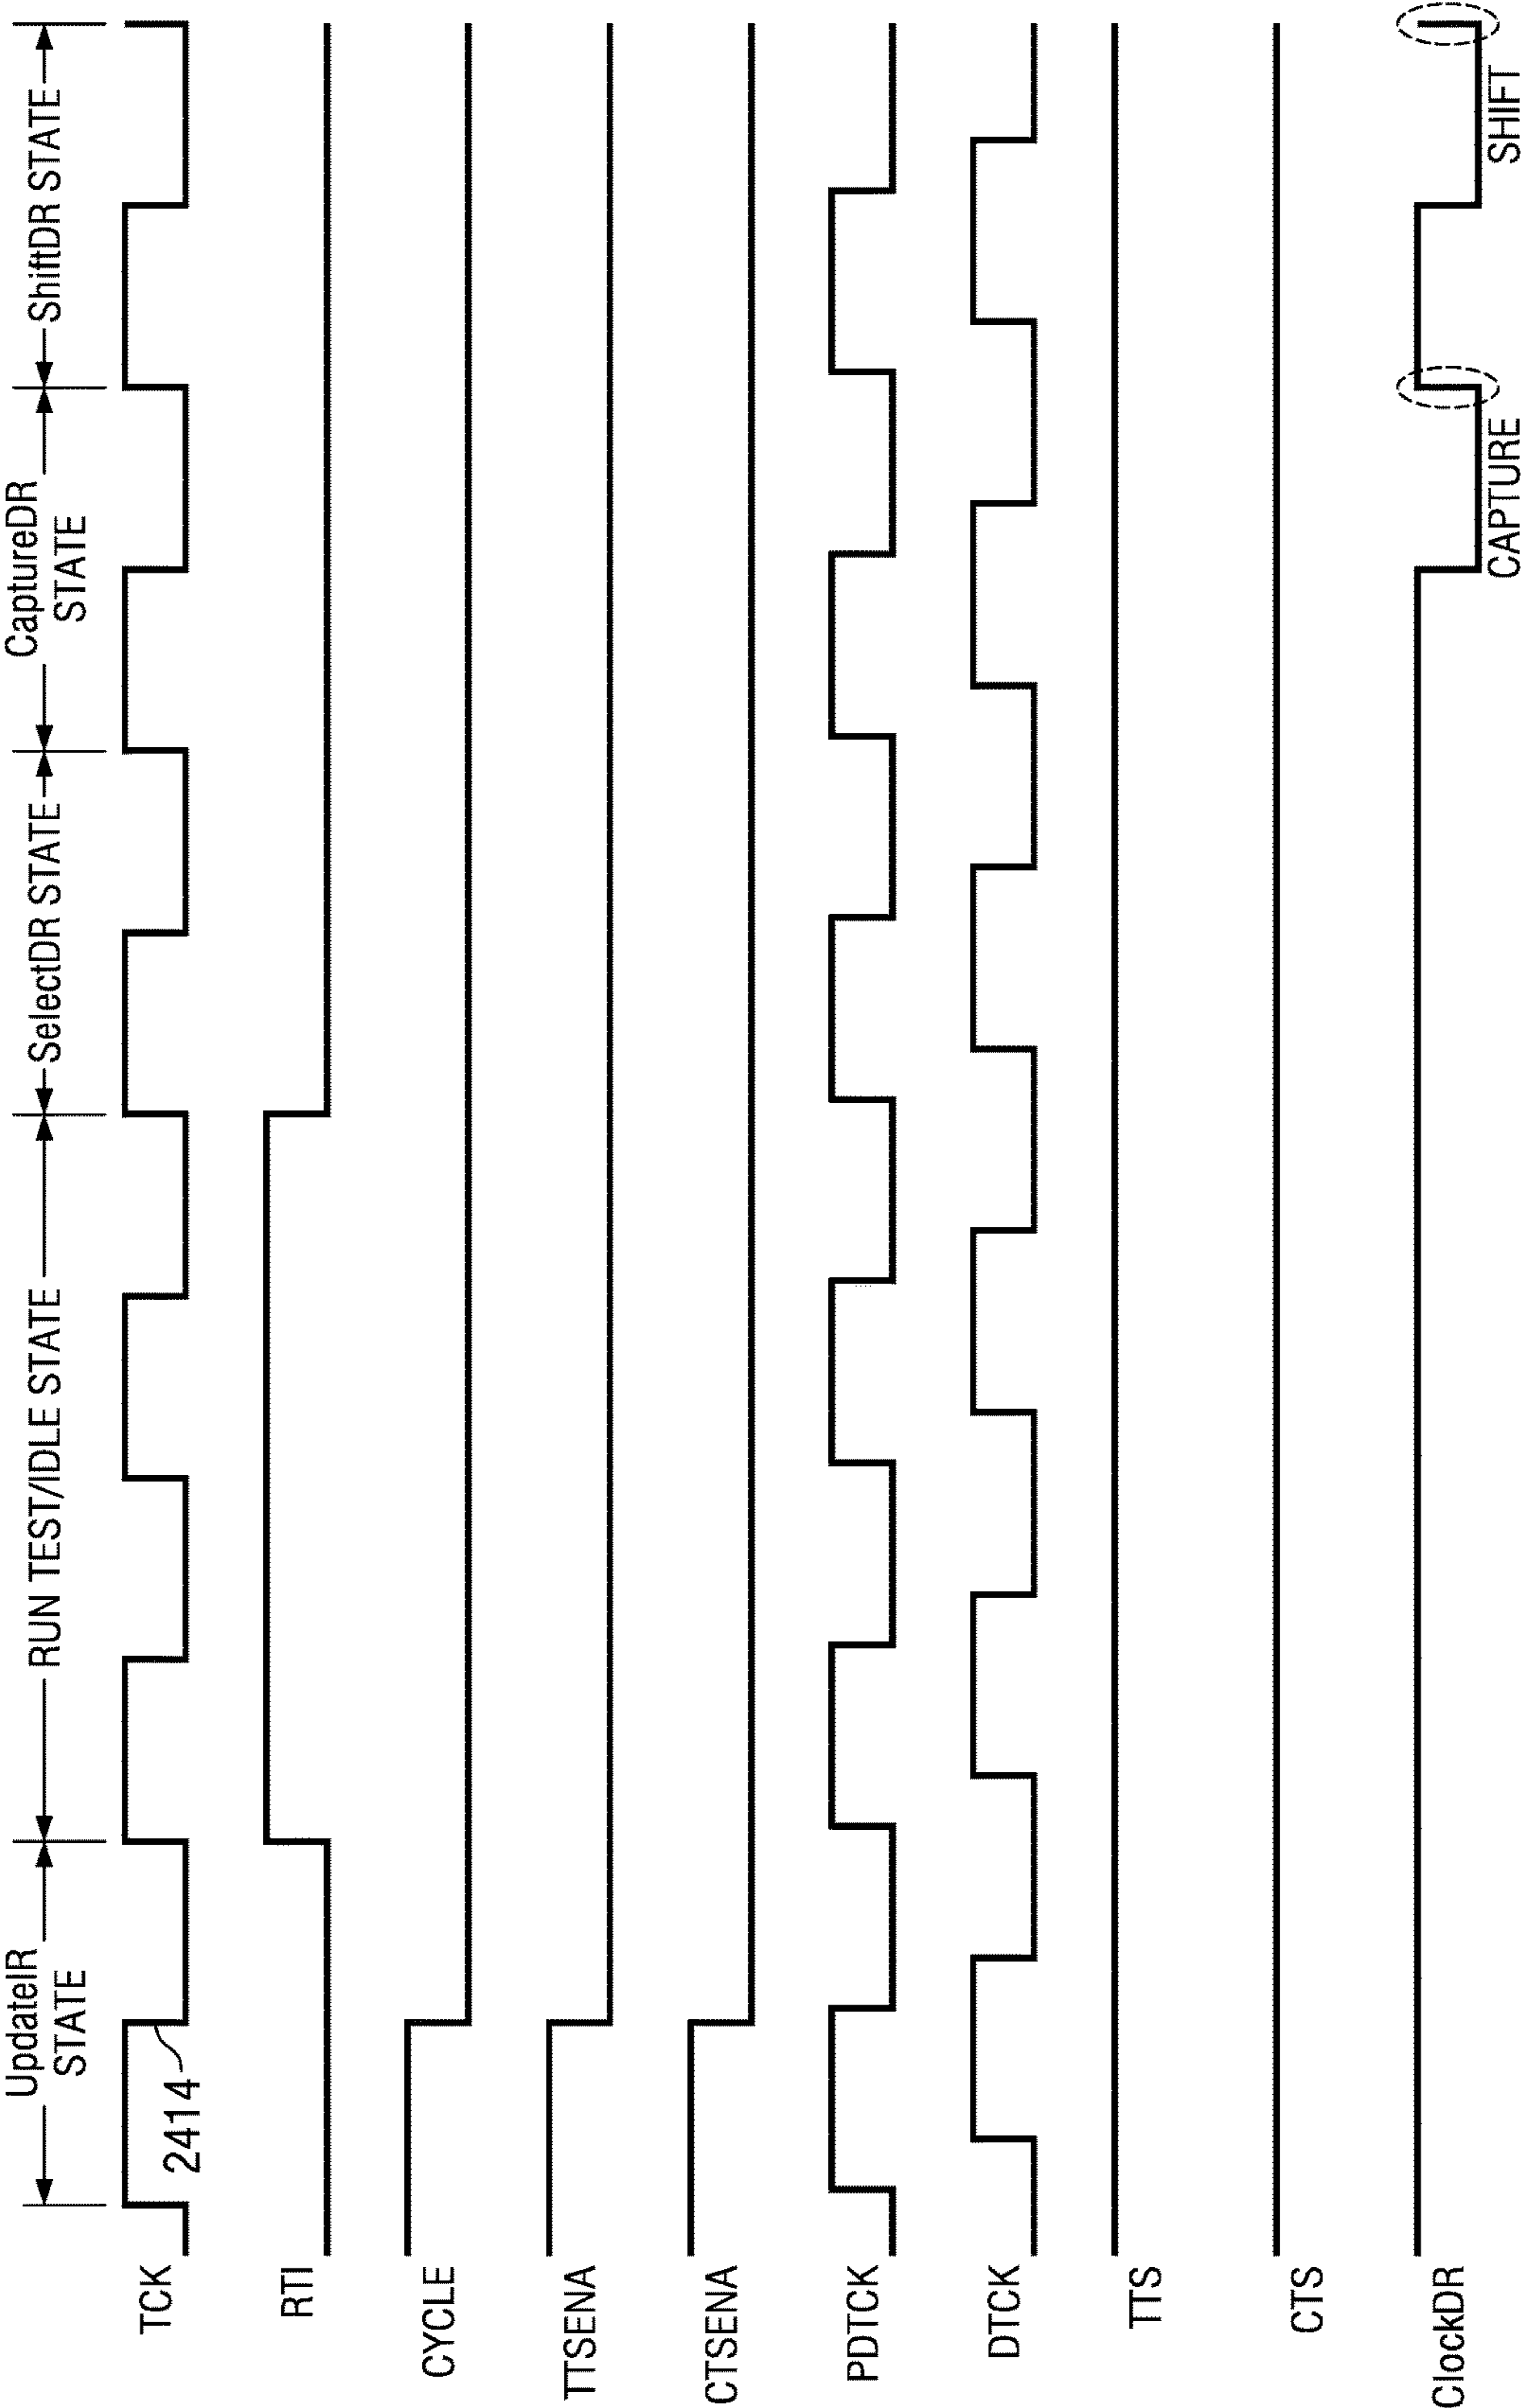 UpdateIR
STATE
RUN TEST/IDLE STATE
SelectDR STATE
CaptureDR
STATE
ShiftDR STATE
TCK
2414
RTI
CYCLE
TTSENA
CTSENA
PDTCK
DTCK
TTS
CTS
ClockDR
CAPTURE
SHIFT